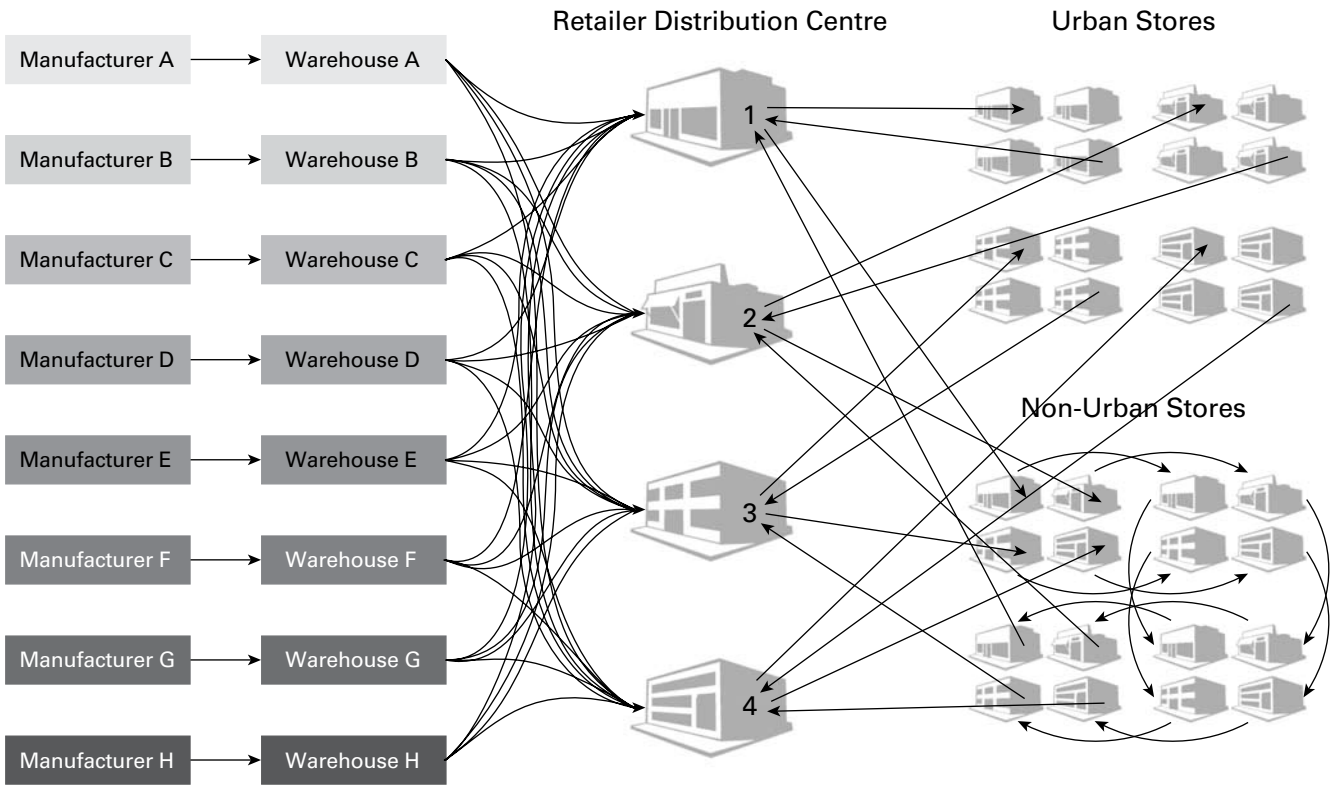 Retailer Distribution Centre
Urban Stores
Manufacturer A
Warehouse A
Manufacturer B
Warehouse B
Manufacturer C
Warehouse C
Manufacturer D
Warehouse D
Manufacturer E
Warehouse E
Manufacturer F
Warehouse F
Manufacturer G
Warehouse G
Manufacturer H
Warehouse H
1
2
3
4
Non-Urban Stores